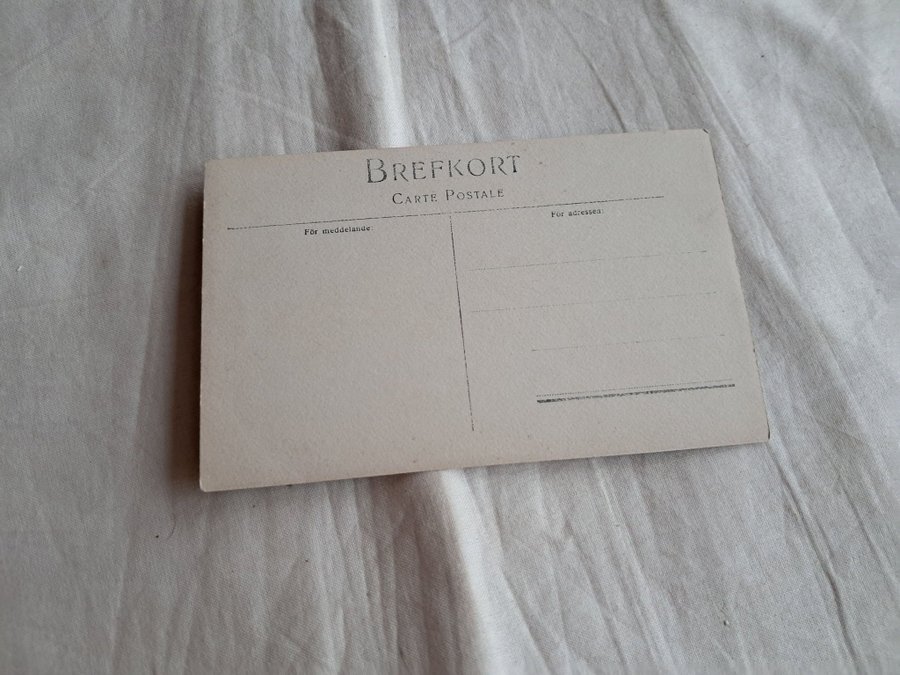 BREFKORT
CARTE POSTALE
För meddelande:
För adressen: